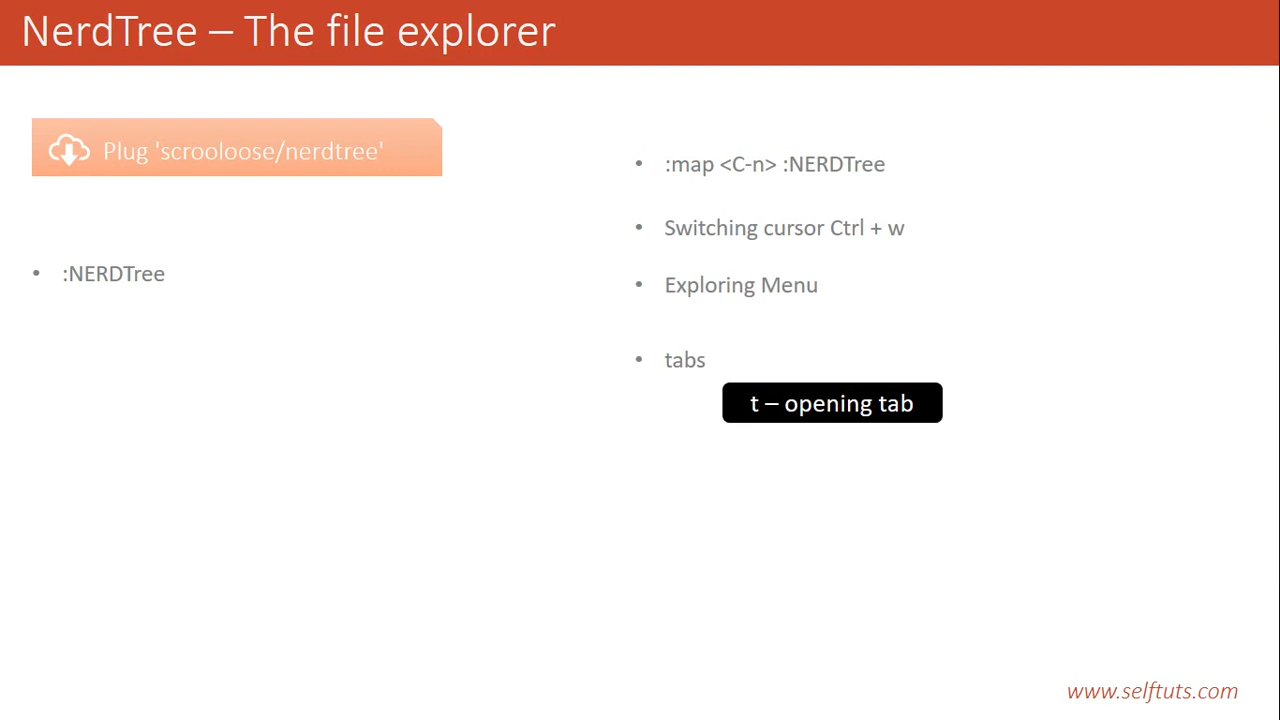 NerdTree – The file explorer
Plug 'scrooloose/nerdtree'
• :NERDTree
• :map <C-n> :NERDTree
• Switching cursor Ctrl + w
• Exploring Menu
• tabs
t – opening tab
www.selftuts.com